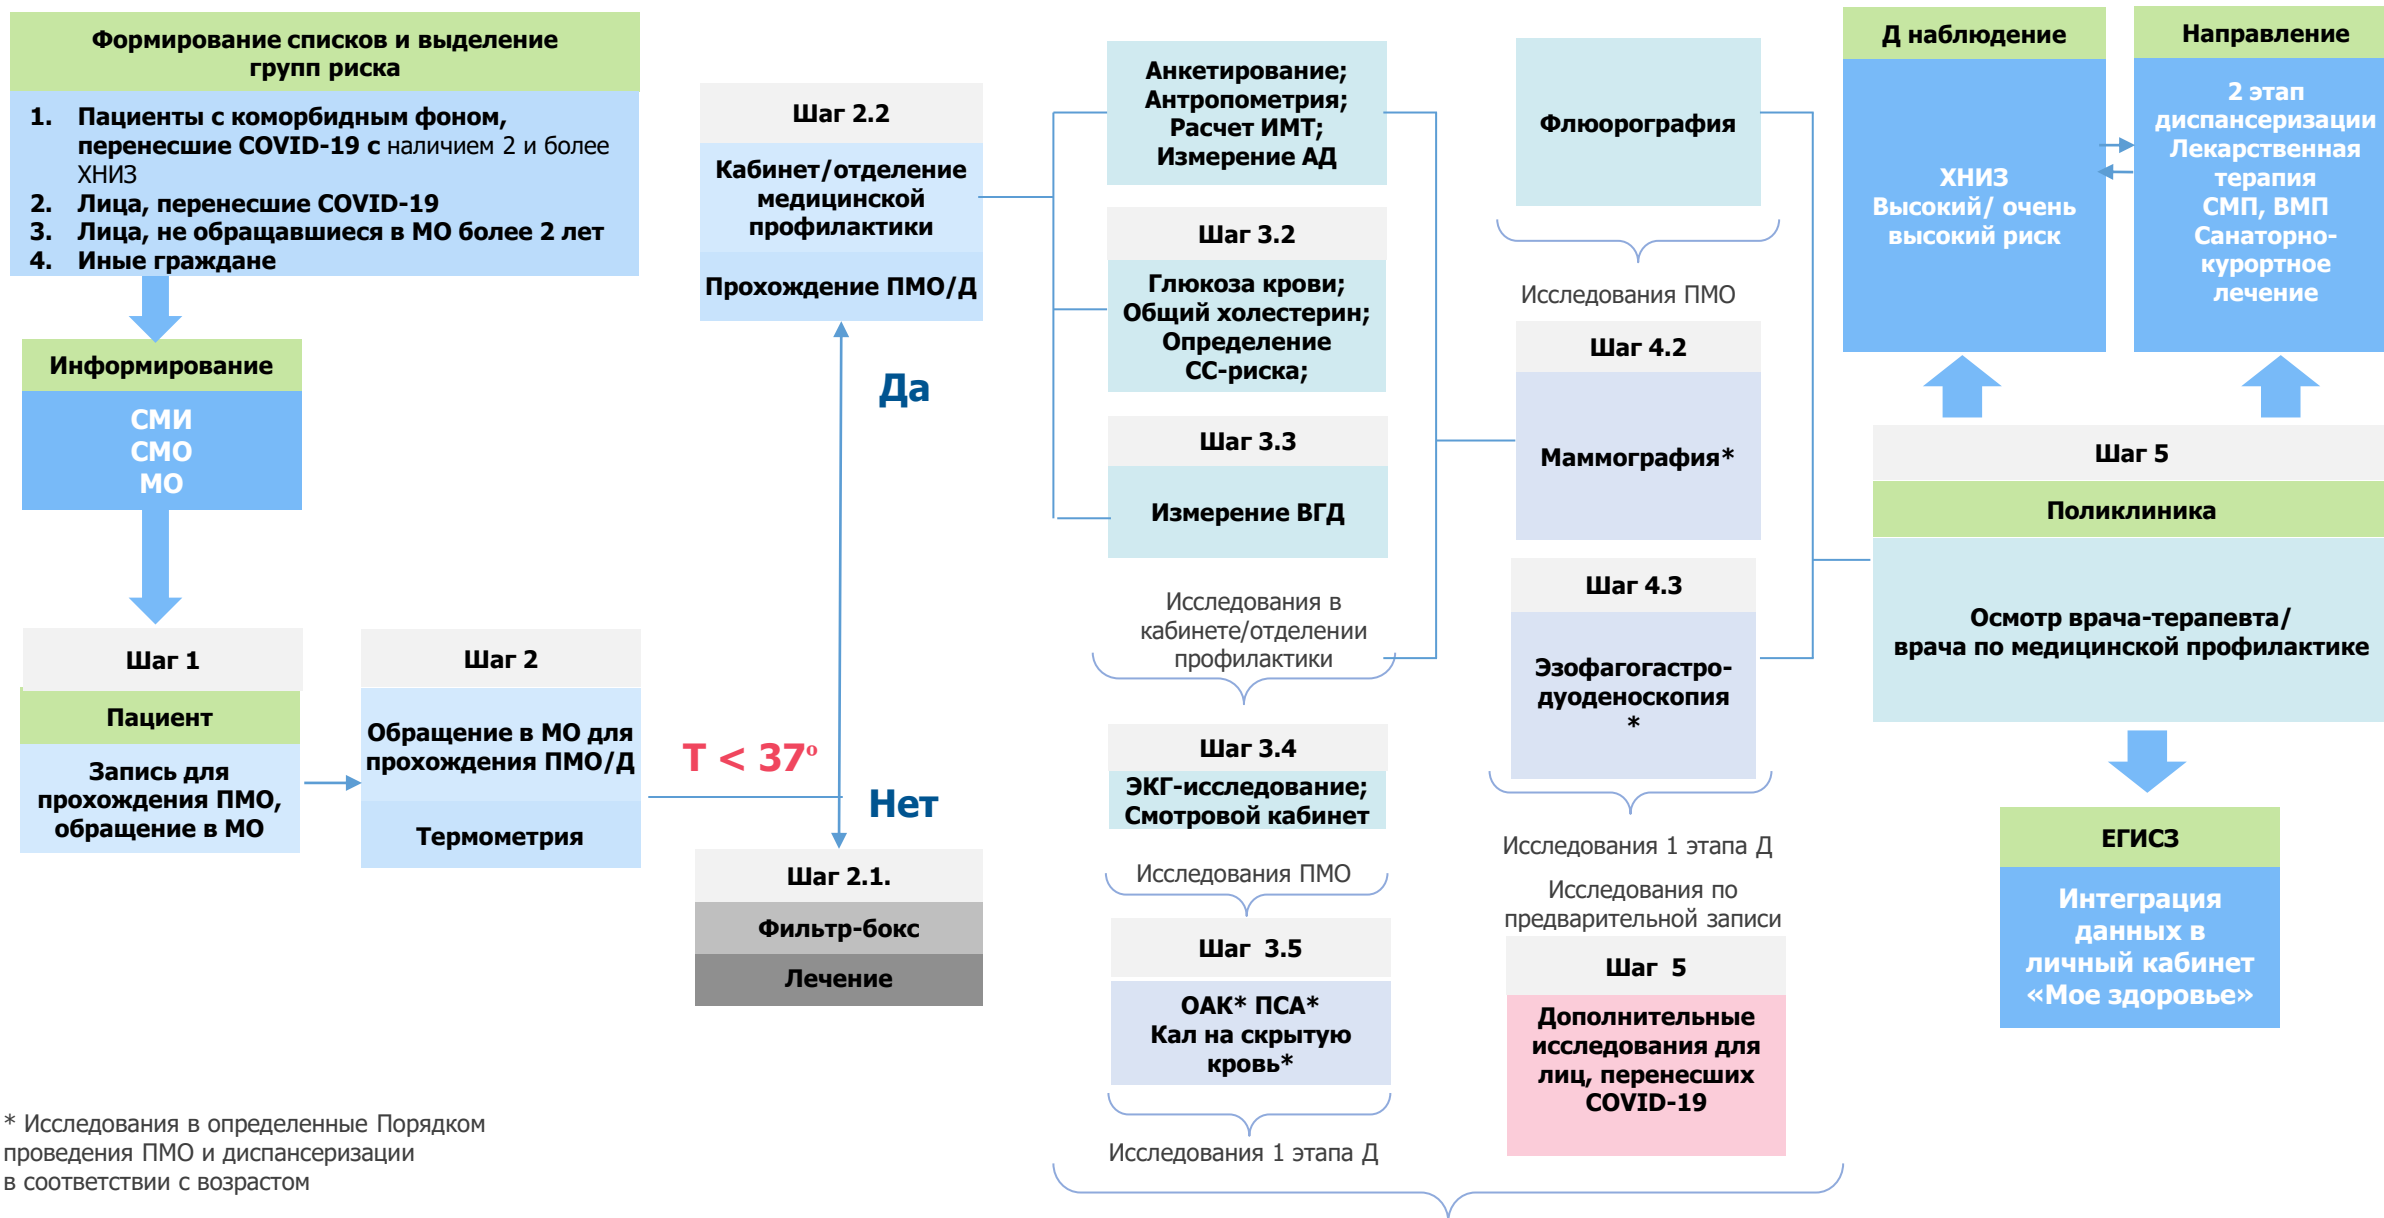 Формирование списков и выделение
групп риска
1. Пациенты с коморбидным фоном,
перенесшие COVID-19 с наличием 2 и более
ХНИЗ
2. Лица, перенесшие COVID-19
3. Лица, не обращавшиеся в МО более 2 лет
4. Иные граждане
Информирование
СМИ
СМО
МО
Шаг 1
Пациент
Запись для
прохождения ПМО,
обращение в МО
Шаг 2
Обращение в МО для
прохождения ПМО/Д
Термометрия
T < 37°
Да
Нет
Шаг 2.2
Кабинет/отделение
медицинской
профилактики
Прохождение ПМО/Д
Шаг 2.1.
Фильтр-бокс
Лечение
Анкетирование;
Антропометрия;
Расчет ИМТ;
Измерение АД
Шаг 3.2
Глюкоза крови;
Общий холестерин;
Определение
СС-риска;
Шаг 3.3
Измерение ВГД
Исследования в
кабинете/отделении
профилактики
Шаг 3.4
ЭКГ-исследование;
Смотровой кабинет
Исследования ПМО
Шаг 3.5
ОАК* ПСА*
Кал на скрытую
кровь*
Исследования 1 этапа Д
Флюорография
Исследования ПМО
Шаг 4.2
Маммография*
Шаг 4.3
Эзофагогастро-
дуоденоскопия
*
Исследования 1 этапа Д
Исследования по
предварительной записи
Шаг 5
Дополнительные
исследования для
лиц, перенесших
COVID-19
Д наблюдение
ХНИЗ
Высокий/ очень
высокий риск
Направление
2 этап
диспансеризации
Лекарственная
терапия
СМП, ВМП
Санаторно-
курортное
лечение
Шаг 5
Поликлиника
Осмотр врача-терапевта/
врача по медицинской профилактике
ЕГИСЗ
Интеграция
данных в
личный кабинет
«Мое здоровье»
* Исследования в определенные Порядком
проведения ПМО и диспансеризации
в соответствии с возрастом